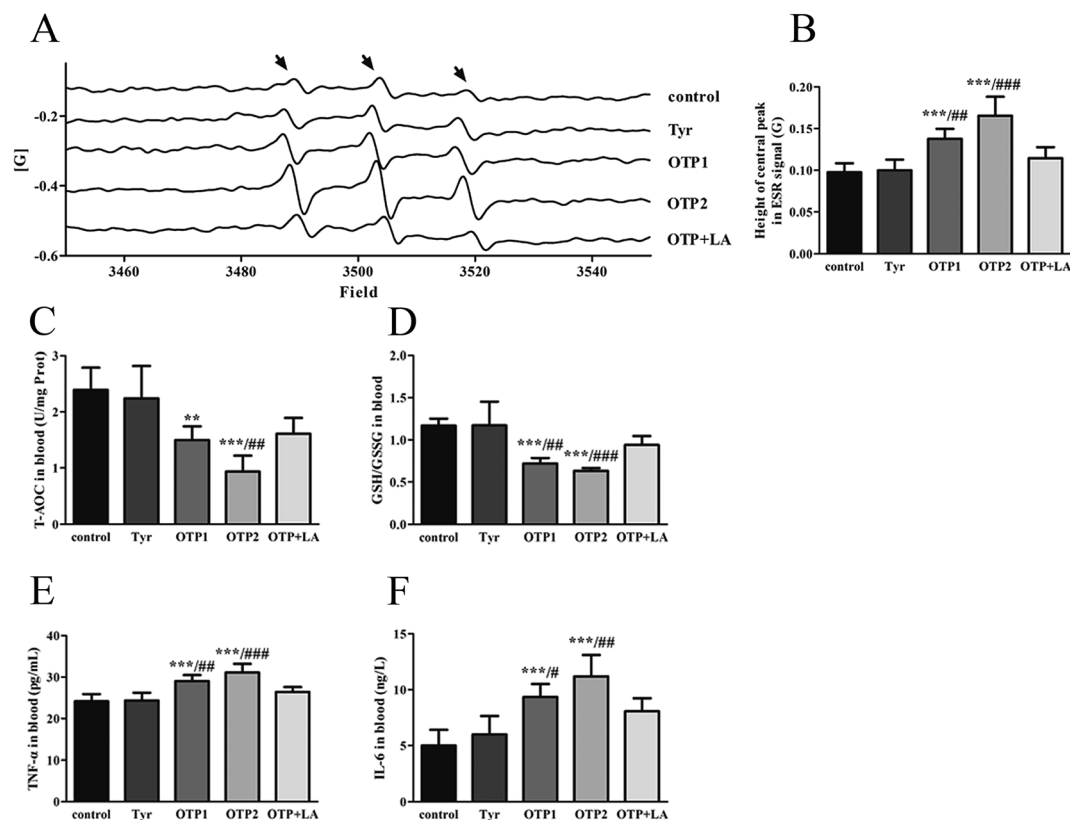 A
control
Tyr
OTP1
OTP2
OTP+LA
[G]
-0.2
-0.4
-0.6
3460 3480 3500 3520 3540
Field
B
Height of central peak
in ESR signal (G)
0.20
0.15
0.10
0.05
0.00
***/##
***/###
control Tyr OTP1 OTP2 OTP+LA
C
T-AOC in blood (U/mg Prot)
3
2
1
0
**
***/##
control Tyr OTP1 OTP2 OTP+LA
D
GSH/GSSG in blood
2.0
1.5
1.0
0.5
0.0
***/##
***/###
control Tyr OTP1 OTP2 OTP+LA
E
TNF-α in blood (pg/mL)
40
30
20
10
0
***/##
***/###
control Tyr OTP1 OTP2 OTP+LA
F
IL-6 in blood (ng/L)
15
10
5
0
***/#
***/##
control Tyr OTP1 OTP2 OTP+LA